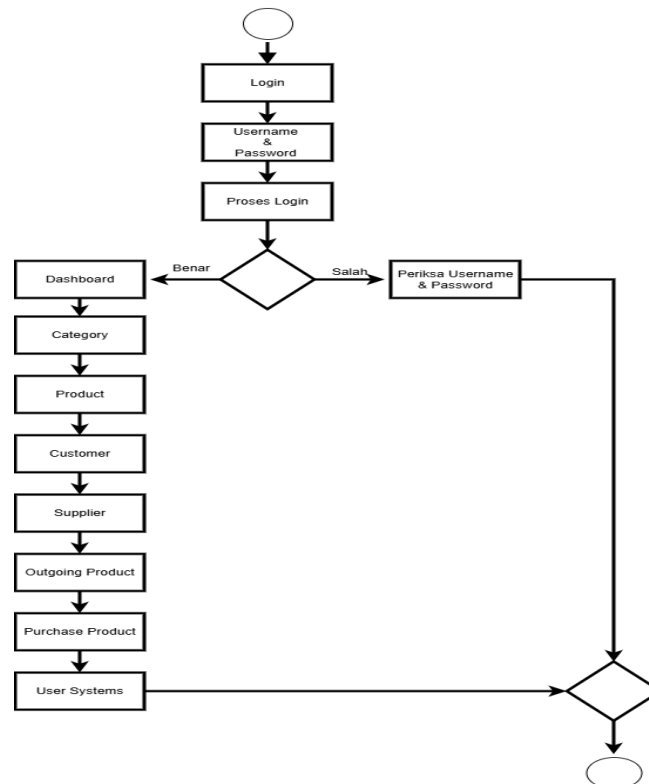 Login
Username
&
Password
Proses Login
Benar
Salah
Dashboard
Periksa Username
& Password
Category
Product
Customer
Supplier
Outgoing Product
Purchase Product
User Systems